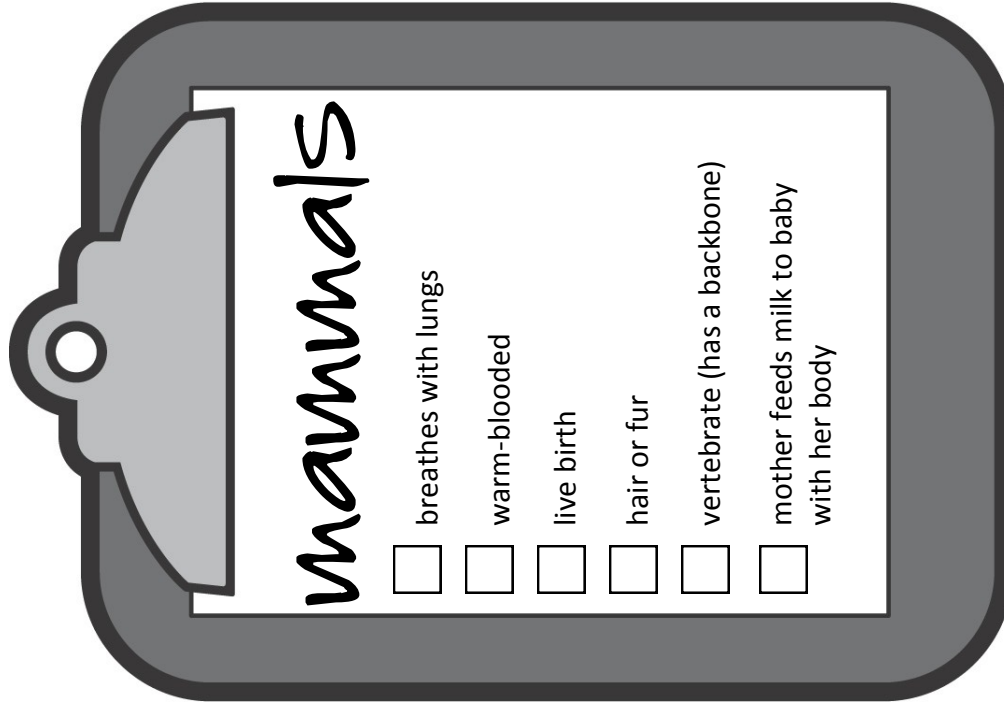 mammals
breathes with lungs
warm-blooded
live birth
hair or fur
vertebrate (has a backbone)
mother feeds milk to baby
with her body